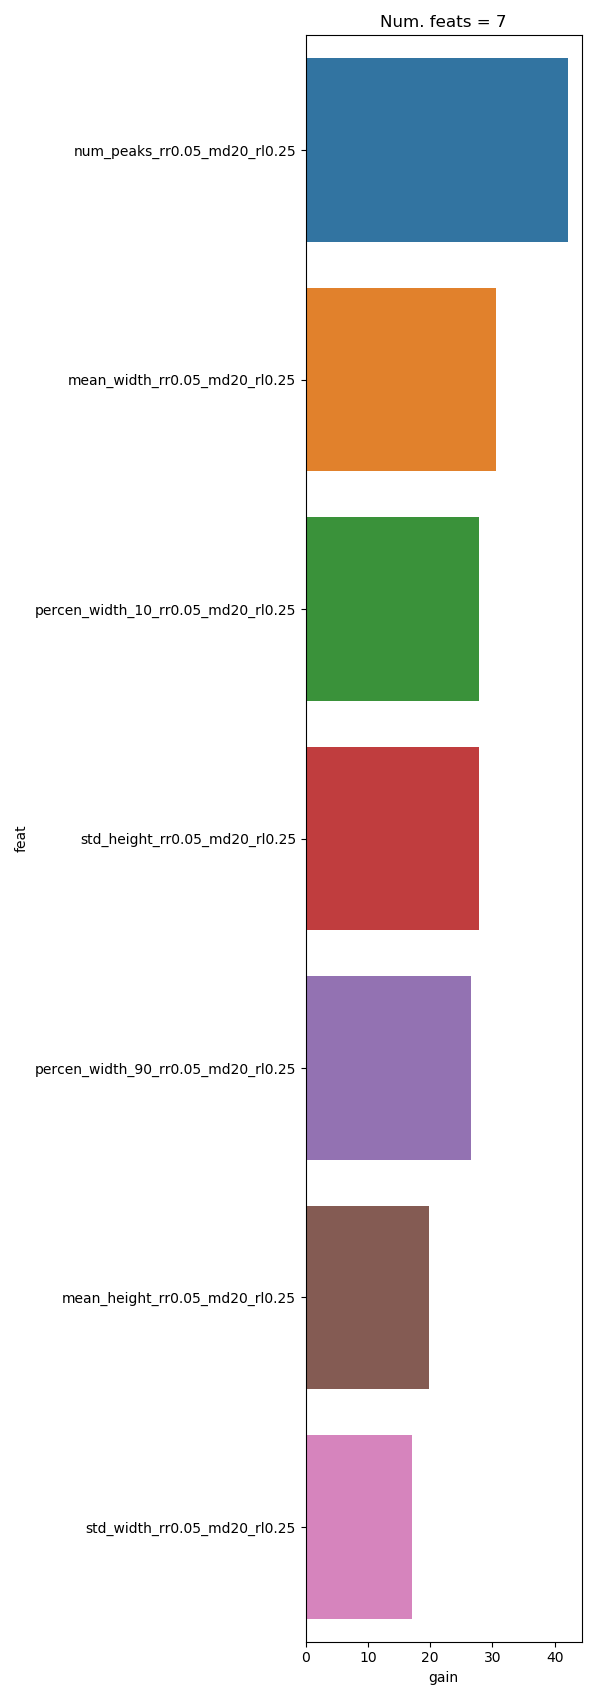 Num. feats = 7
num_peaks_rr0.05_md20_rl0.25
mean_width_rr0.05_md20_rl0.25
percen_width_10_rr0.05_md20_rl0.25
std_height_rr0.05_md20_rl0.25
feat
percen_width_90_rr0.05_md20_rl0.25
mean_height_rr0.05_md20_rl0.25
std_width_rr0.05_md20_rl0.25
0 10 20 30 40
gain